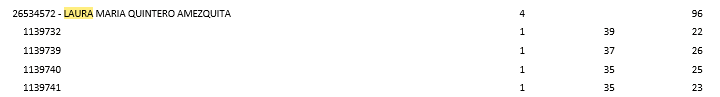 26534572 - LAURA MARIA QUINTERO AMEZQUITA 4 96
1139732 1 39 22
1139739 1 37 26
1139740 1 35 25
1139741 1 35 23